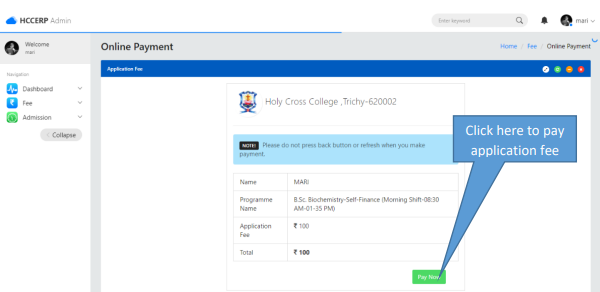 HCCERP Admin
Enter keyword
mari
Welcome
mari
Online Payment
Home / Fee / Online Payment
Navigation
Application Fee
Dashboard
Fee
Admission
< Collapse
Holy Cross College ,Trichy-620002
Click here to pay
application fee
NOTE! Please do not press back button or refresh when you make
payment.
Name MARI
Programme
Name
B.Sc. Biochemistry-Self-Finance (Morning Shift-08:30
AM-01-35 PM)
Application
Fee
₹ 100
Total ₹ 100
Pay Now